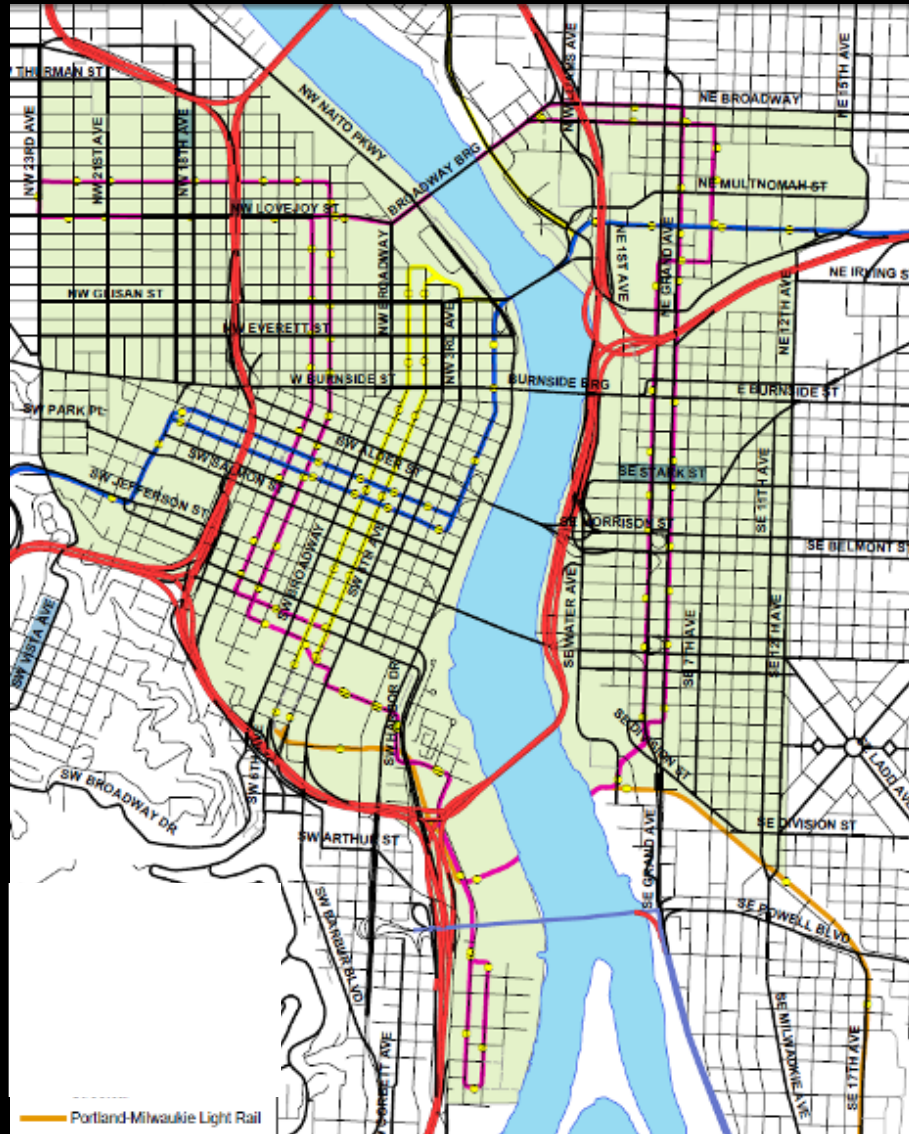 THURMAN ST
NW 23RD AVE
NW 21ST AVE
NW 18TH AVE
NW NAITO PKWY
NE BROADWAY
NE 15TH AVE
BROADWAY BRG
NE MULTNOMAH ST
NW LOVEJOY ST
NW BROADWAY
NE 1ST AVE
NE GRAND AVE
NE IRVING S
NW GLISAN ST
NW 3RD AVE
NE 12TH AVE
NW EVERETT ST
W BURNSIDE ST
BURNSIDE BRG
E BURNSIDE ST
SW PARK PL
SW ALDER ST
SW SALMON ST
SW JEFFERSON ST
SE STARK ST
SE 11TH AVE
SE MORRISON S
SE BELMONT ST
SW BROADWAY
SE WATER AVE
SE 7TH AVE
SE 12TH AVE
SW VISTA AVE
SW HARBOR DR
SE DIVISION ST
LADD AVE
SW 6TH
SW BROADWAY DR
SW ARTHUR ST
SE GRAND AVE
SE DIVISION ST
SW BARBUR BLVD
SE POWELL BLVD
SE MILWAUKIE AVE
SE 17TH AVE
Portland-Milwaukie Light Rail